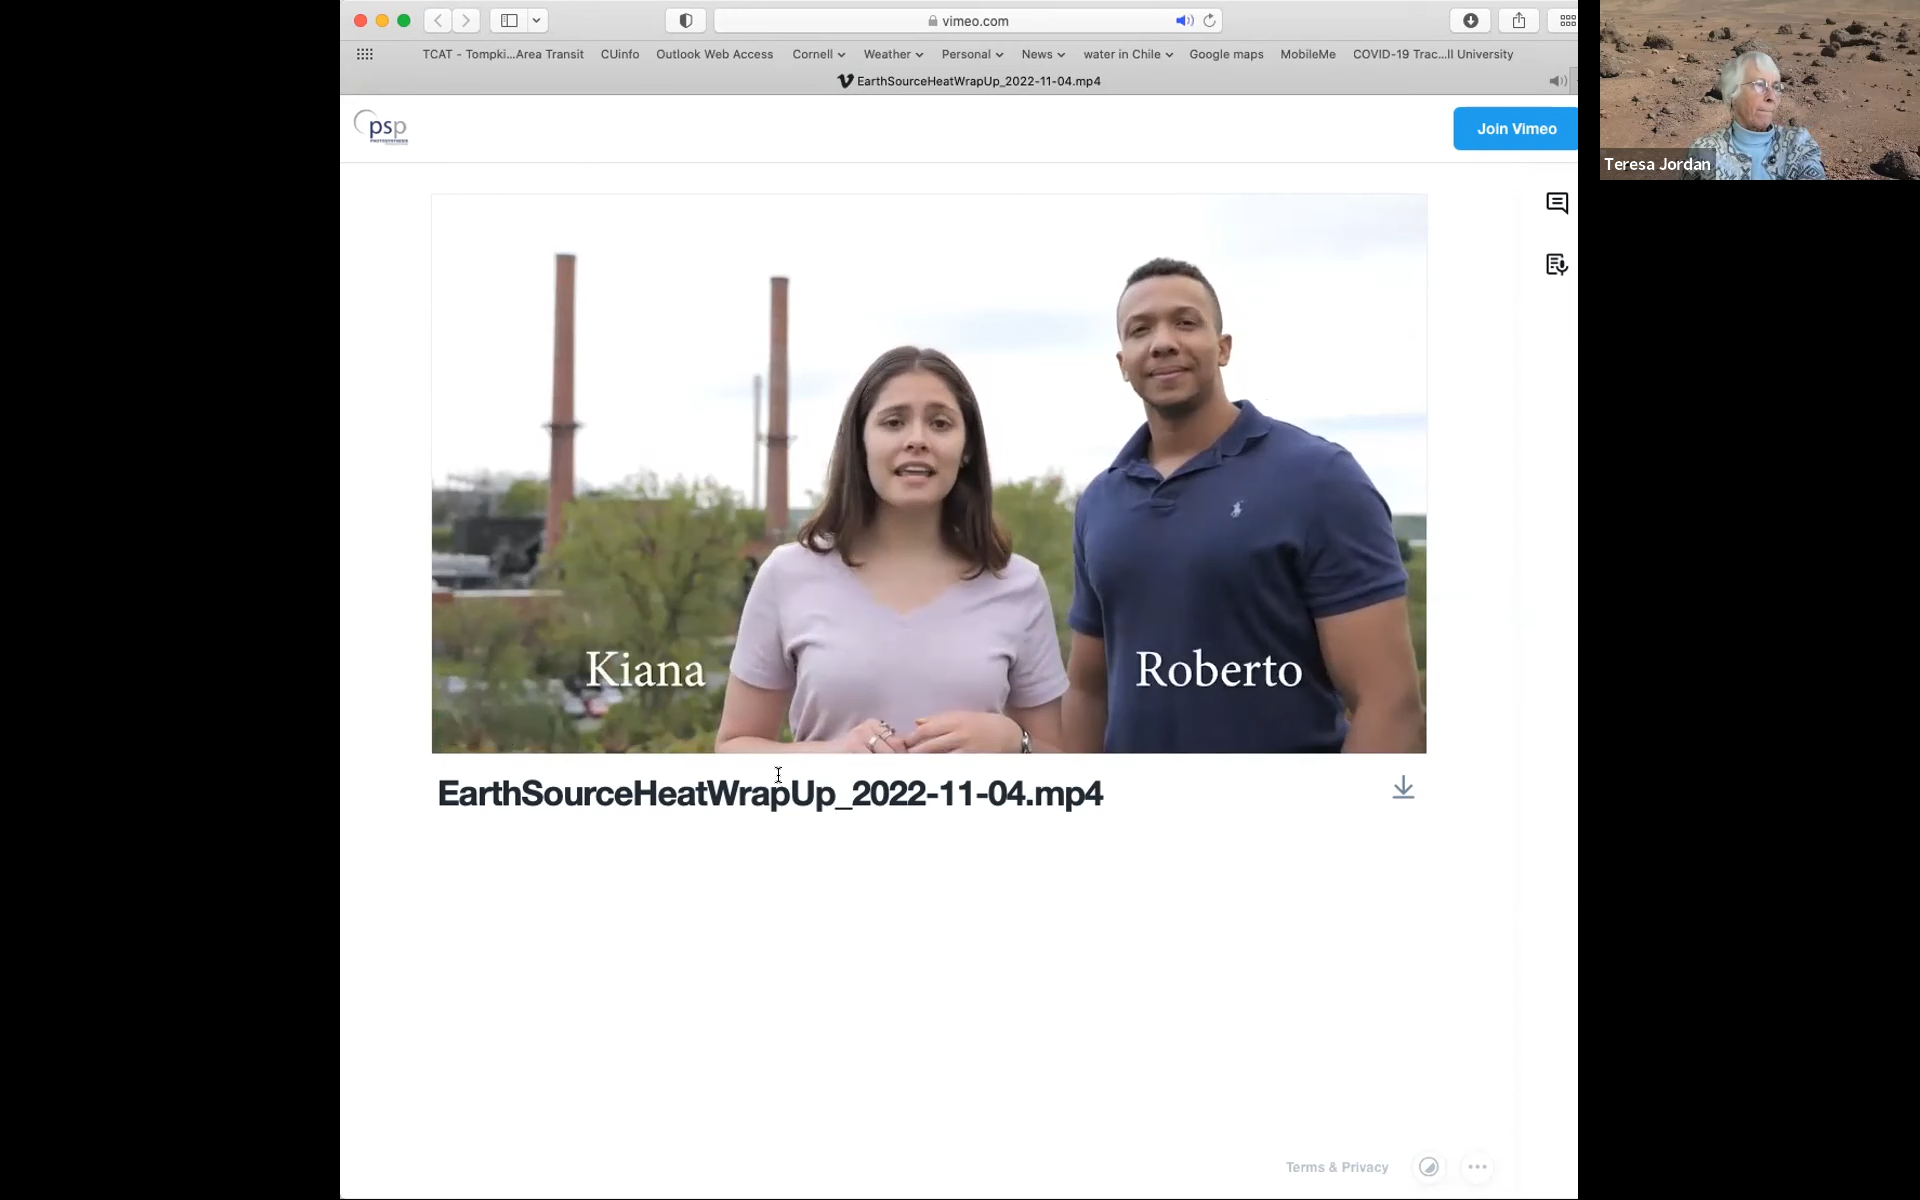 vimeo.com
TCAT - Tompki...Area Transit CUinfo Outlook Web Access Cornell Weather Personal News water in Chile Google maps MobileMe COVID-19 Trac...ll University
EarthSourceHeatWrapUp_2022-11-04.mp4
psp
Join Vimeo
Teresa Jordan
Kiana
Roberto
EarthSourceHeatWrapUp_2022-11-04.mp4
Terms & Privacy